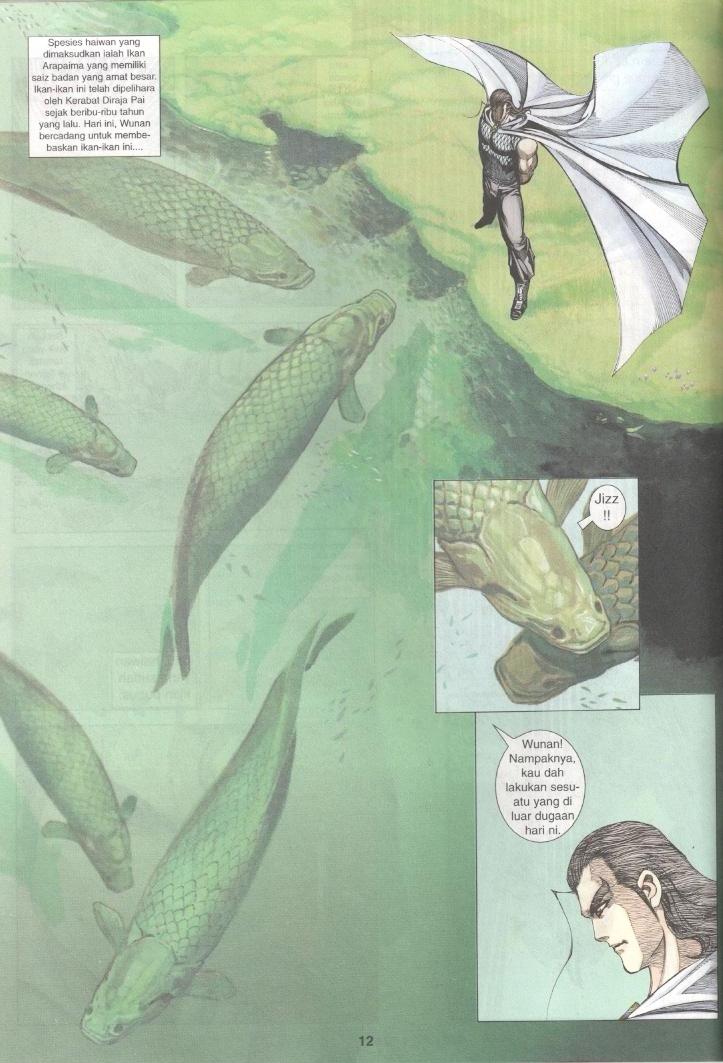 Spesies haiwan yang
dimaksudkan ialah Ikan
Arapaima yang memiliki
saiz badan yang amat besar.
Ikan-ikan ini telah dipelihara
oleh Kerabat Diraja Pai
sejak beribu-ribu tahun
yang lalu. Hari ini, Wunan
bercadang untuk membe-
baskan ikan-ikan ini....
Jizz
!!
Wunan!
Nampaknya,
kau dah
lakukan sesu-
atu yang di
luar dugaan
hari ni.
12